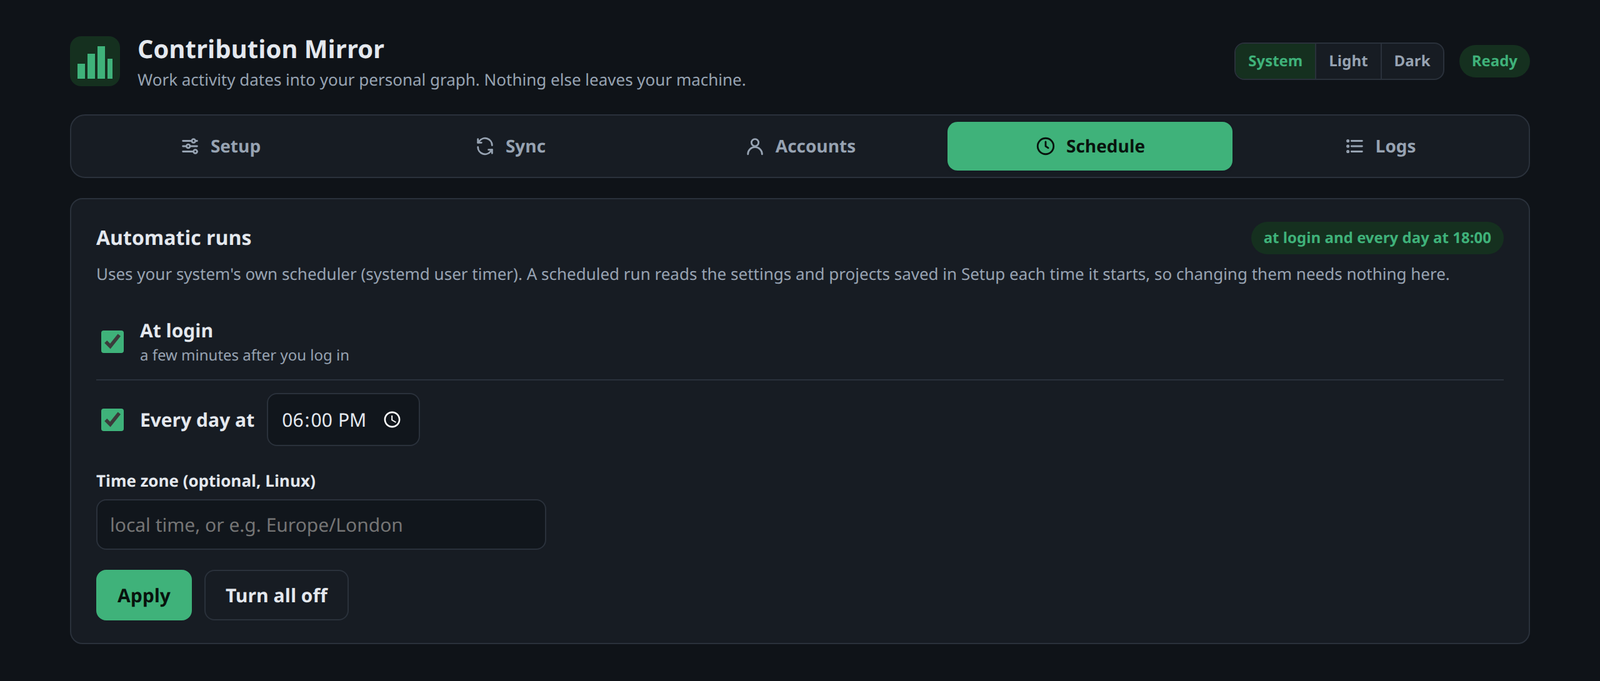 Contribution Mirror
Work activity dates into your personal graph. Nothing else leaves your machine.
System
Light
Dark
Ready
Setup
Sync
Accounts
Schedule
Logs
Automatic runs
at login and every day at 18:00
Uses your system's own scheduler (systemd user timer). A scheduled run reads the settings and projects saved in Setup each time it starts, so changing them needs nothing here.
At login
a few minutes after you log in
Every day at
06:00 PM
Time zone (optional, Linux)
local time, or e.g. Europe/London
Apply
Turn all off